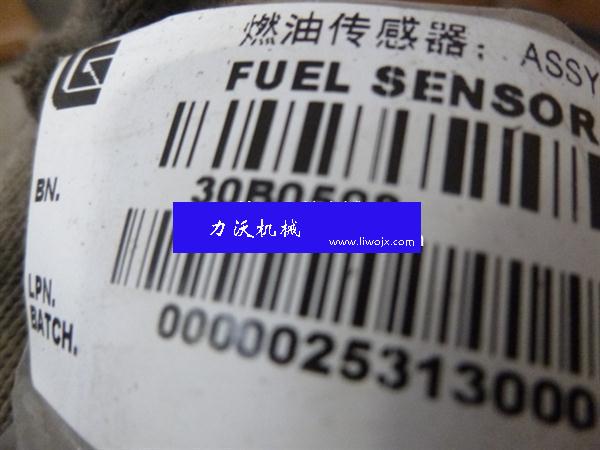 燃油传感器; ASSY
FUEL SENSOR
BN.
力沃机械
www.liwojx.com
LPN.
BATCH.
0000025313000